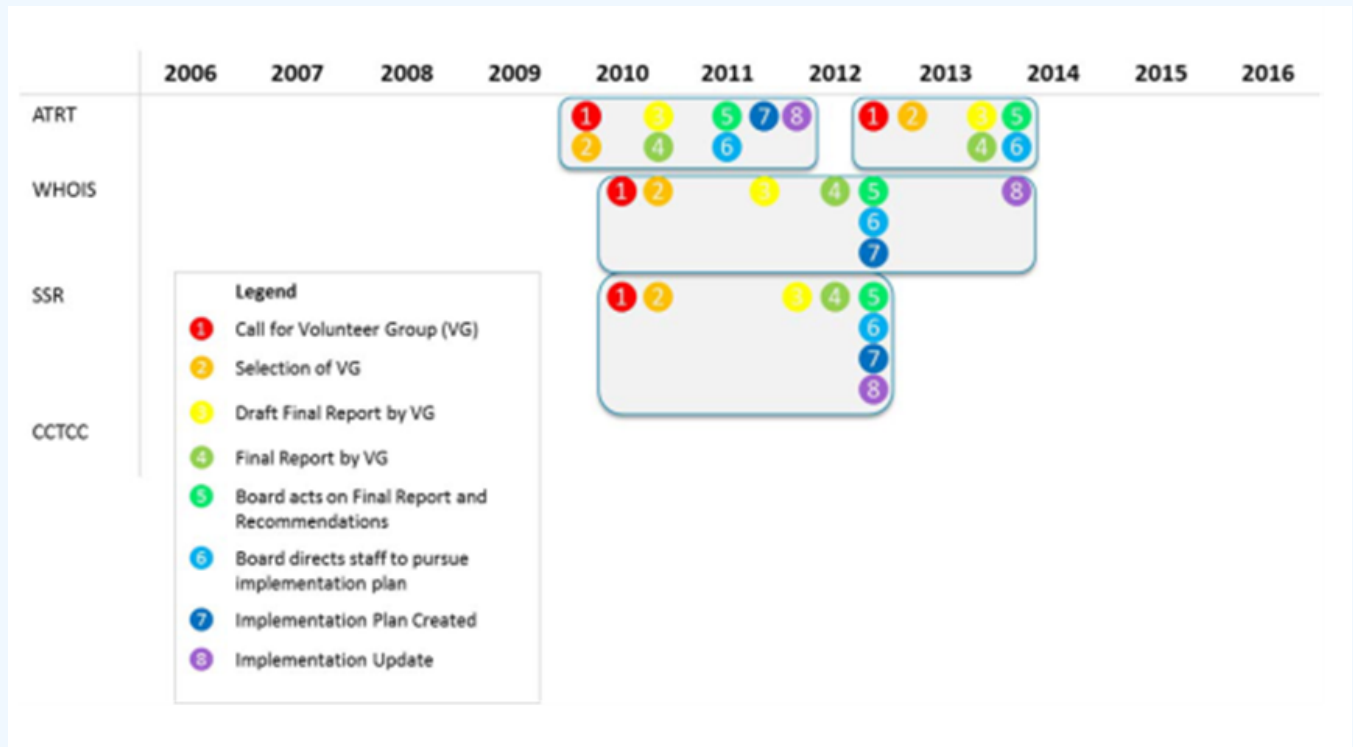 2006 2007 2008 2009 2010 2011 2012 2013 2014 2015 2016
ATRT 1 3 5 7 8 1 2 3 5
2 4 6 4 6
WHOIS 1 2 3 4 5 8
6
7
SSR 1 2 3 4 5
6
7
8
CCTCC
Legend
1 Call for Volunteer Group (VG)
2 Selection of VG
3 Draft Final Report by VG
4 Final Report by VG
5 Board acts on Final Report and
Recommendations
6 Board directs staff to pursue
implementation plan
7 Implementation Plan Created
8 Implementation Update